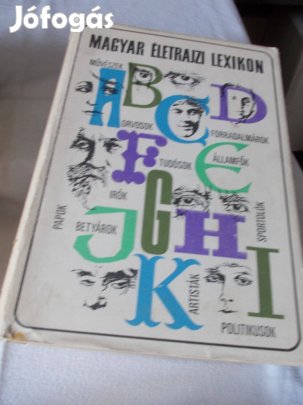 Jófogás
MAGYAR ÉLETRAJZI LEXIKON
MŰVÉSZEK
A B C D
ORVOSOK
FORRADALMÁROK
F
TUDÓSOK
ÁLLAMFŐK
E
PAPOK
ÍRÓK
BETYÁROK
J G H I
SPORTOLÓK
K
ARTISTÁK
POLITIKUSOK